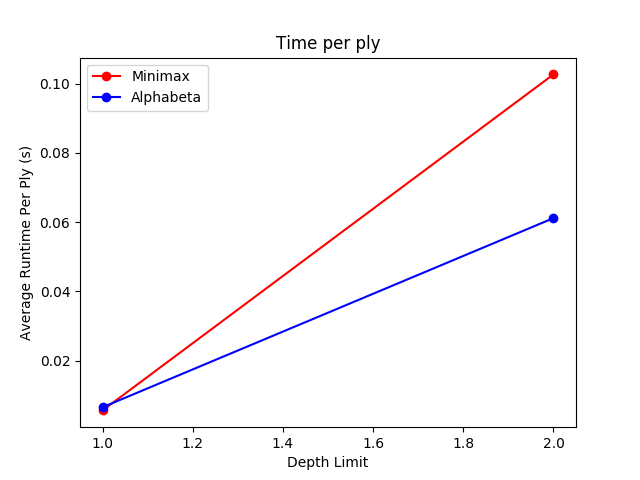 Time per ply
Minimax
Alphabeta
Average Runtime Per Ply (s)
0.10
0.08
0.06
0.04
0.02
1.0 1.2 1.4 1.6 1.8 2.0
Depth Limit